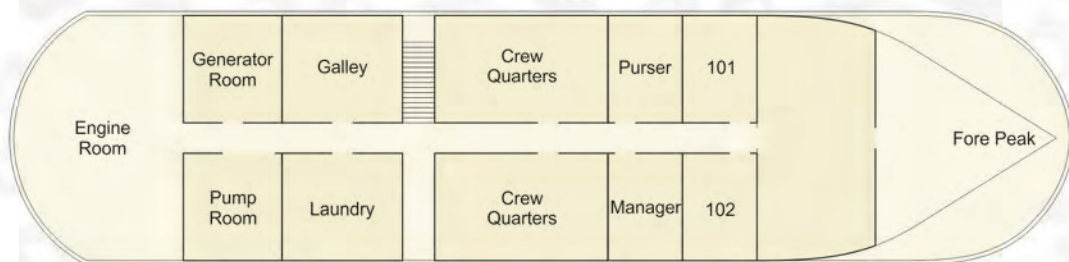 Generator
Room
Galley
Crew
Quarters
Purser
101
Engine
Room
Fore Peak
Pump
Room
Laundry
Crew
Quarters
Manager
102